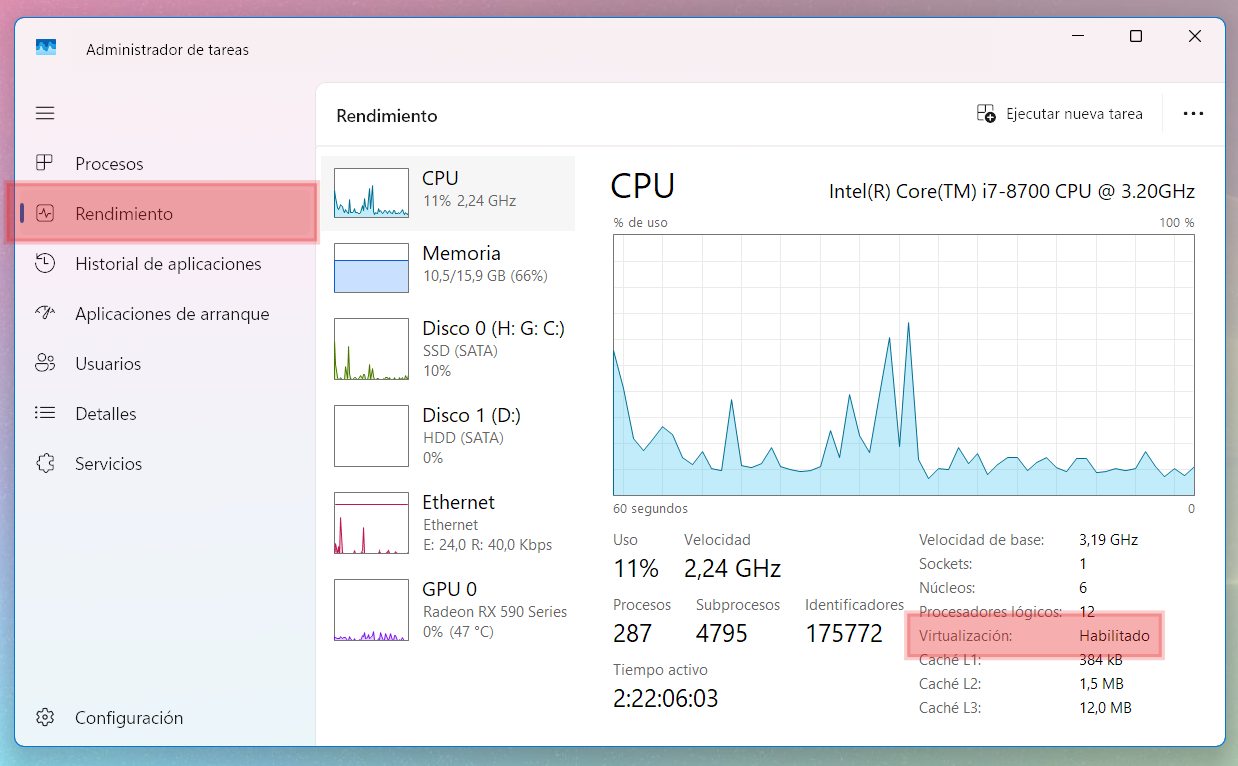 Administrador de tareas
Rendimiento
Ejecutar nueva tarea
Procesos
Rendimiento
Historial de aplicaciones
Aplicaciones de arranque
Usuarios
Detalles
Servicios
Configuración
CPU
11% 2,24 GHz
Memoria
10,5/15,9 GB (66%)
Disco 0 (H: G: C:)
SSD (SATA)
10%
Disco 1 (D:)
HDD (SATA)
0%
Ethernet
Ethernet
E: 24,0 R: 40,0 Kbps
GPU 0
Radeon RX 590 Series
0% (47 °C)
CPU Intel(R) Core(TM) i7-8700 CPU @ 3.20GHz
% de uso 100 %
60 segundos 0
Uso Velocidad
11% 2,24 GHz
Procesos Subprocesos Identificadores
287 4795 175772
Tiempo activo
2:22:06:03
Velocidad de base: 3,19 GHz
Sockets: 1
Núcleos: 6
Procesadores lógicos: 12
Virtualización: Habilitado
Caché L1: 384 kB
Caché L2: 1,5 MB
Caché L3: 12,0 MB